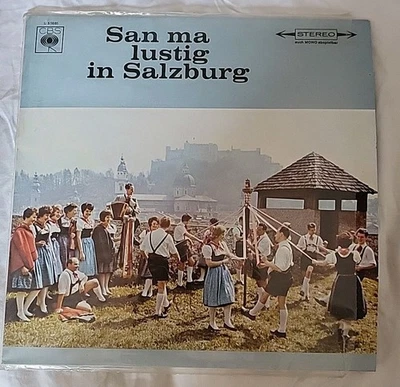 CBS
San ma
lustig
in Salzburg
STEREO